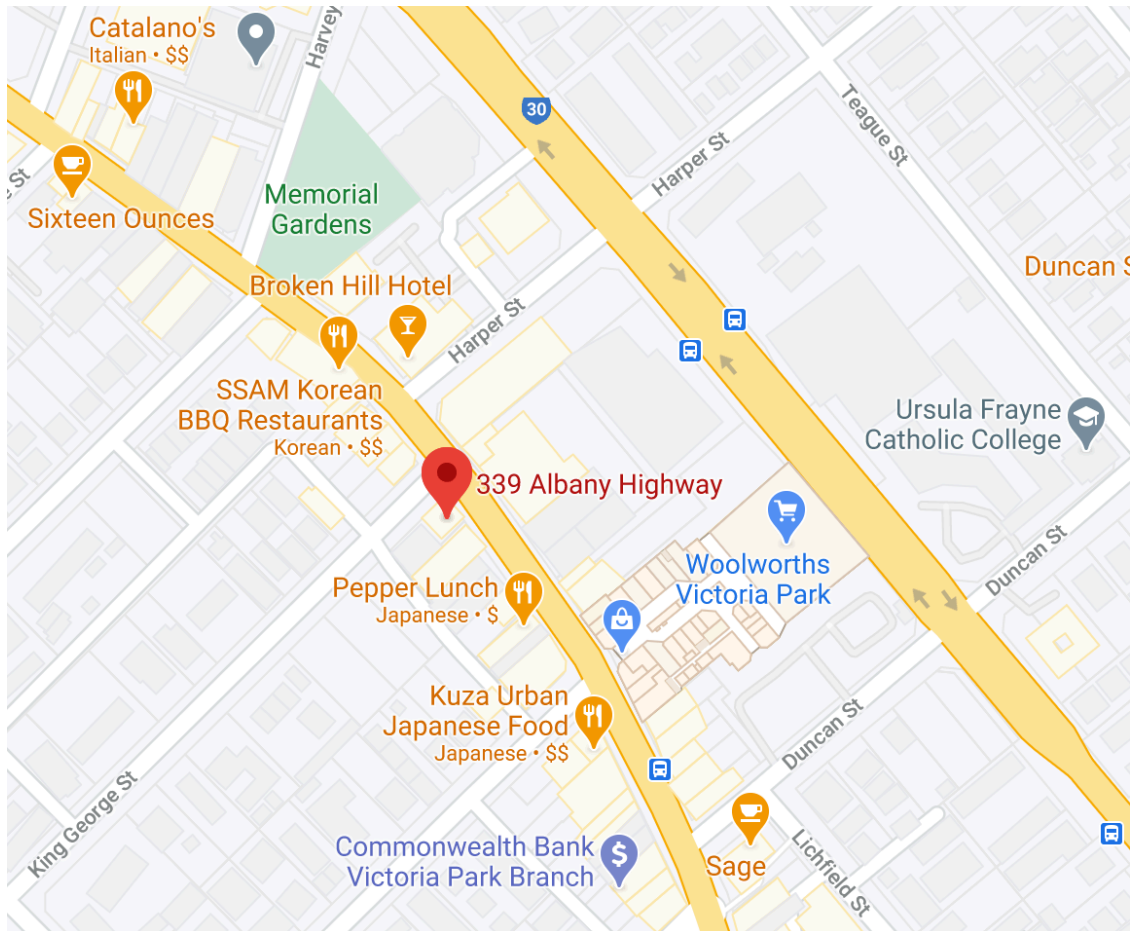 Catalano's
Italian • $$
Harvey
30
Teague St
Harper St
Sixteen Ounces
Memorial
Gardens
Duncan S
Broken Hill Hotel
Harper St
SSAM Korean
BBQ Restaurants
Korean • $$
Ursula Frayne
Catholic College
339 Albany Highway
Woolworths
Victoria Park
Duncan St
Pepper Lunch
Japanese • $
Kuza Urban
Japanese Food
Japanese • $$
Duncan St
King George St
Commonwealth Bank
Victoria Park Branch
$
Sage
Lichfield St
e St